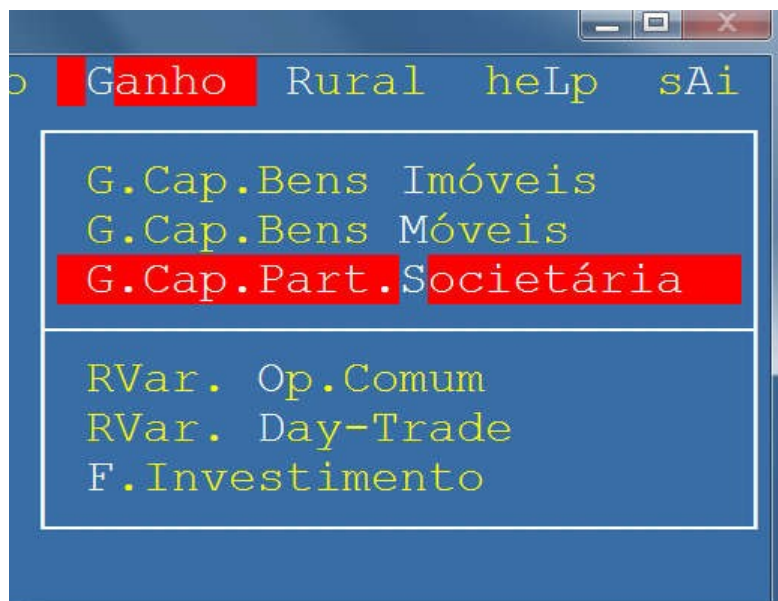 o Ganho Rural heLp sAi
G.Cap.Bens Imóveis
G.Cap.Bens Móveis
G.Cap.Part.Societária
RVar. Op.Comum
RVar. Day-Trade
F.Investimento